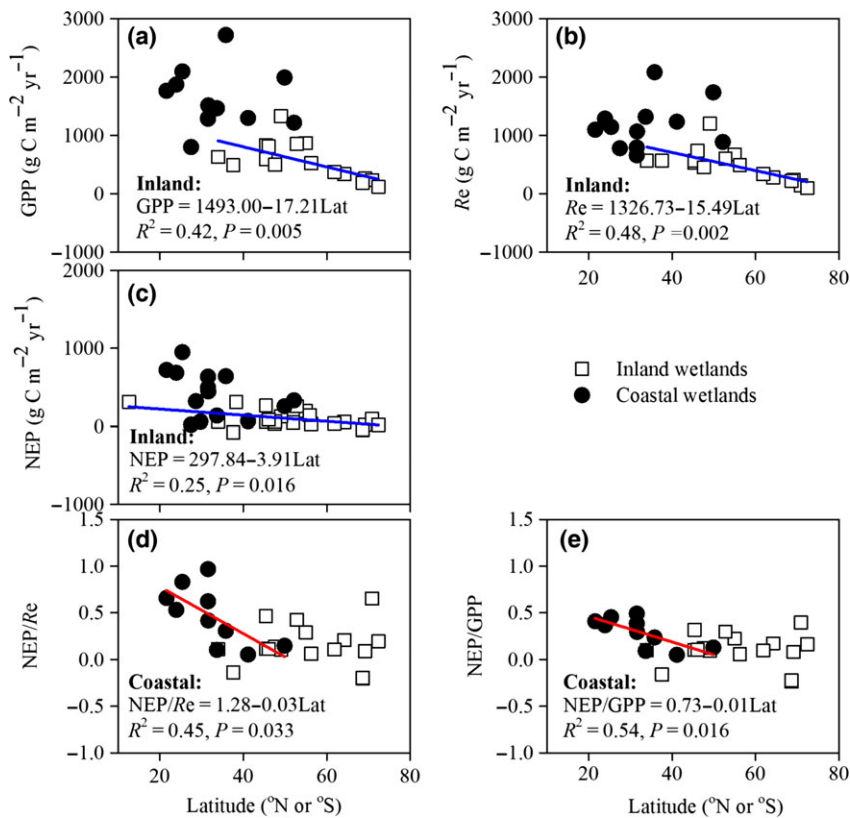 (a)
3000
2000
1000
0
−1000
GPP (g C m−2 yr−1)
Inland:
GPP = 1493.00–17.21Lat
R2 = 0.42, P = 0.005
(b)
3000
2000
1000
0
−1000
Re (g C m−2 yr−1)
Inland:
Re = 1326.73–15.49Lat
R2 = 0.48, P = 0.002
20 40 60 80
(c)
2000
1000
0
−1000
NEP (g C m−2 yr−1)
Inland:
NEP = 297.84–3.91Lat
R2 = 0.25, P = 0.016
Inland wetlands
Coastal wetlands
(d)
1.5
1.0
0.5
0.0
−0.5
−1.0
NEP/Re
Coastal:
NEP/Re = 1.28–0.03Lat
R2 = 0.45, P = 0.033
20 40 60 80
Latitude (oN or oS)
(e)
1.5
1.0
0.5
0.0
−0.5
−1.0
NEP/GPP
Coastal:
NEP/GPP = 0.73–0.01Lat
R2 = 0.54, P = 0.016
20 40 60 80
Latitude (oN or oS)